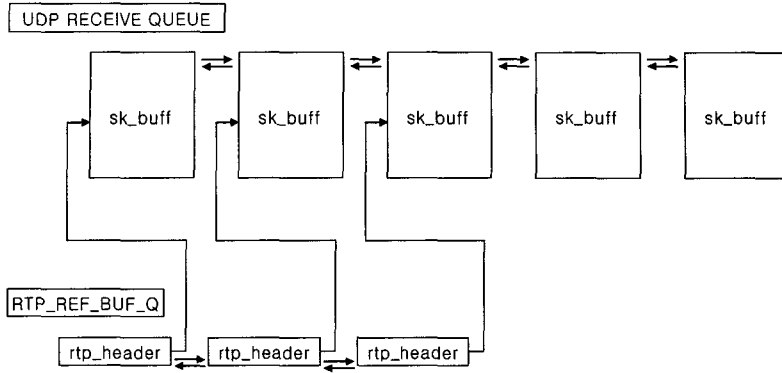 UDP RECEIVE QUEUE
sk_buff
sk_buff
sk_buff
sk_buff
sk_buff
RTP_REF_BUF_Q
rtp_header
rtp_header
rtp_header